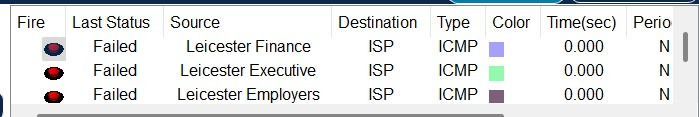 Fire Last Status Source Destination Type Color Time(sec) Perio
Failed Leicester Finance ISP ICMP 0.000 N
Failed Leicester Executive ISP ICMP 0.000 N
Failed Leicester Employers ISP ICMP 0.000 N